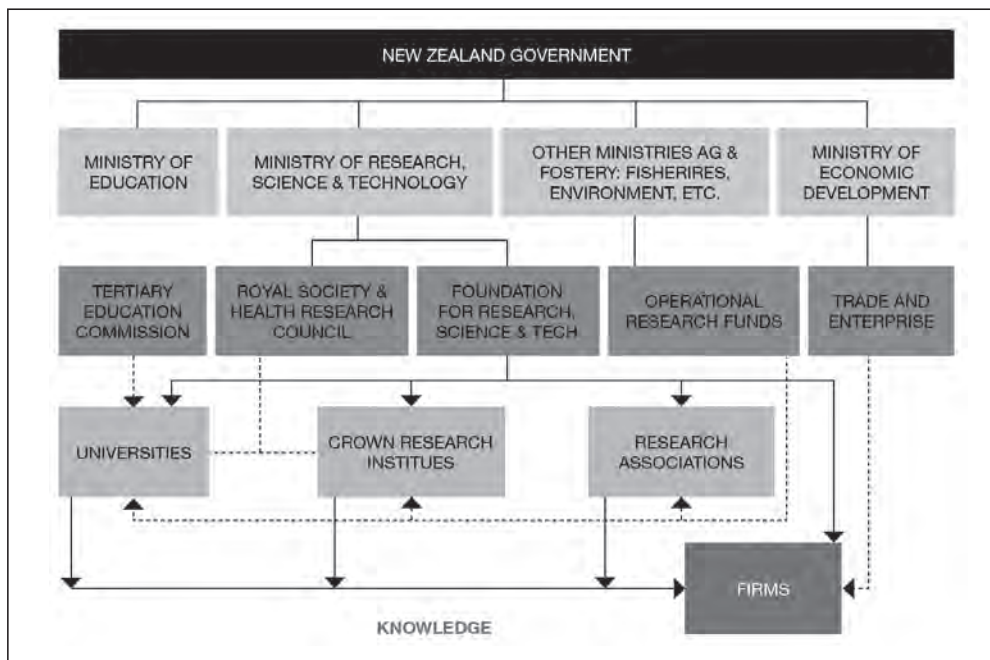 NEW ZEALAND GOVERNMENT
MINISTRY OF
EDUCATION
MINISTRY OF RESEARCH,
SCIENCE & TECHNOLOGY
OTHER MINISTRIES AG &
FOSTERY: FISHERIRES,
ENVIRONMENT, ETC.
MINISTRY OF
ECONOMIC
DEVELOPMENT
TERTIARY
EDUCATION
COMMISSION
ROYAL SOCIETY &
HEALTH RESEARCH
COUNCIL
FOUNDATION
FOR RESEARCH,
SCIENCE & TECH
OPERATIONAL
RESEARCH FUNDS
TRADE AND
ENTERPRISE
UNIVERSITIES
CROWN RESEARCH
INSTITUES
RESEARCH
ASSOCIATIONS
FIRMS
KNOWLEDGE